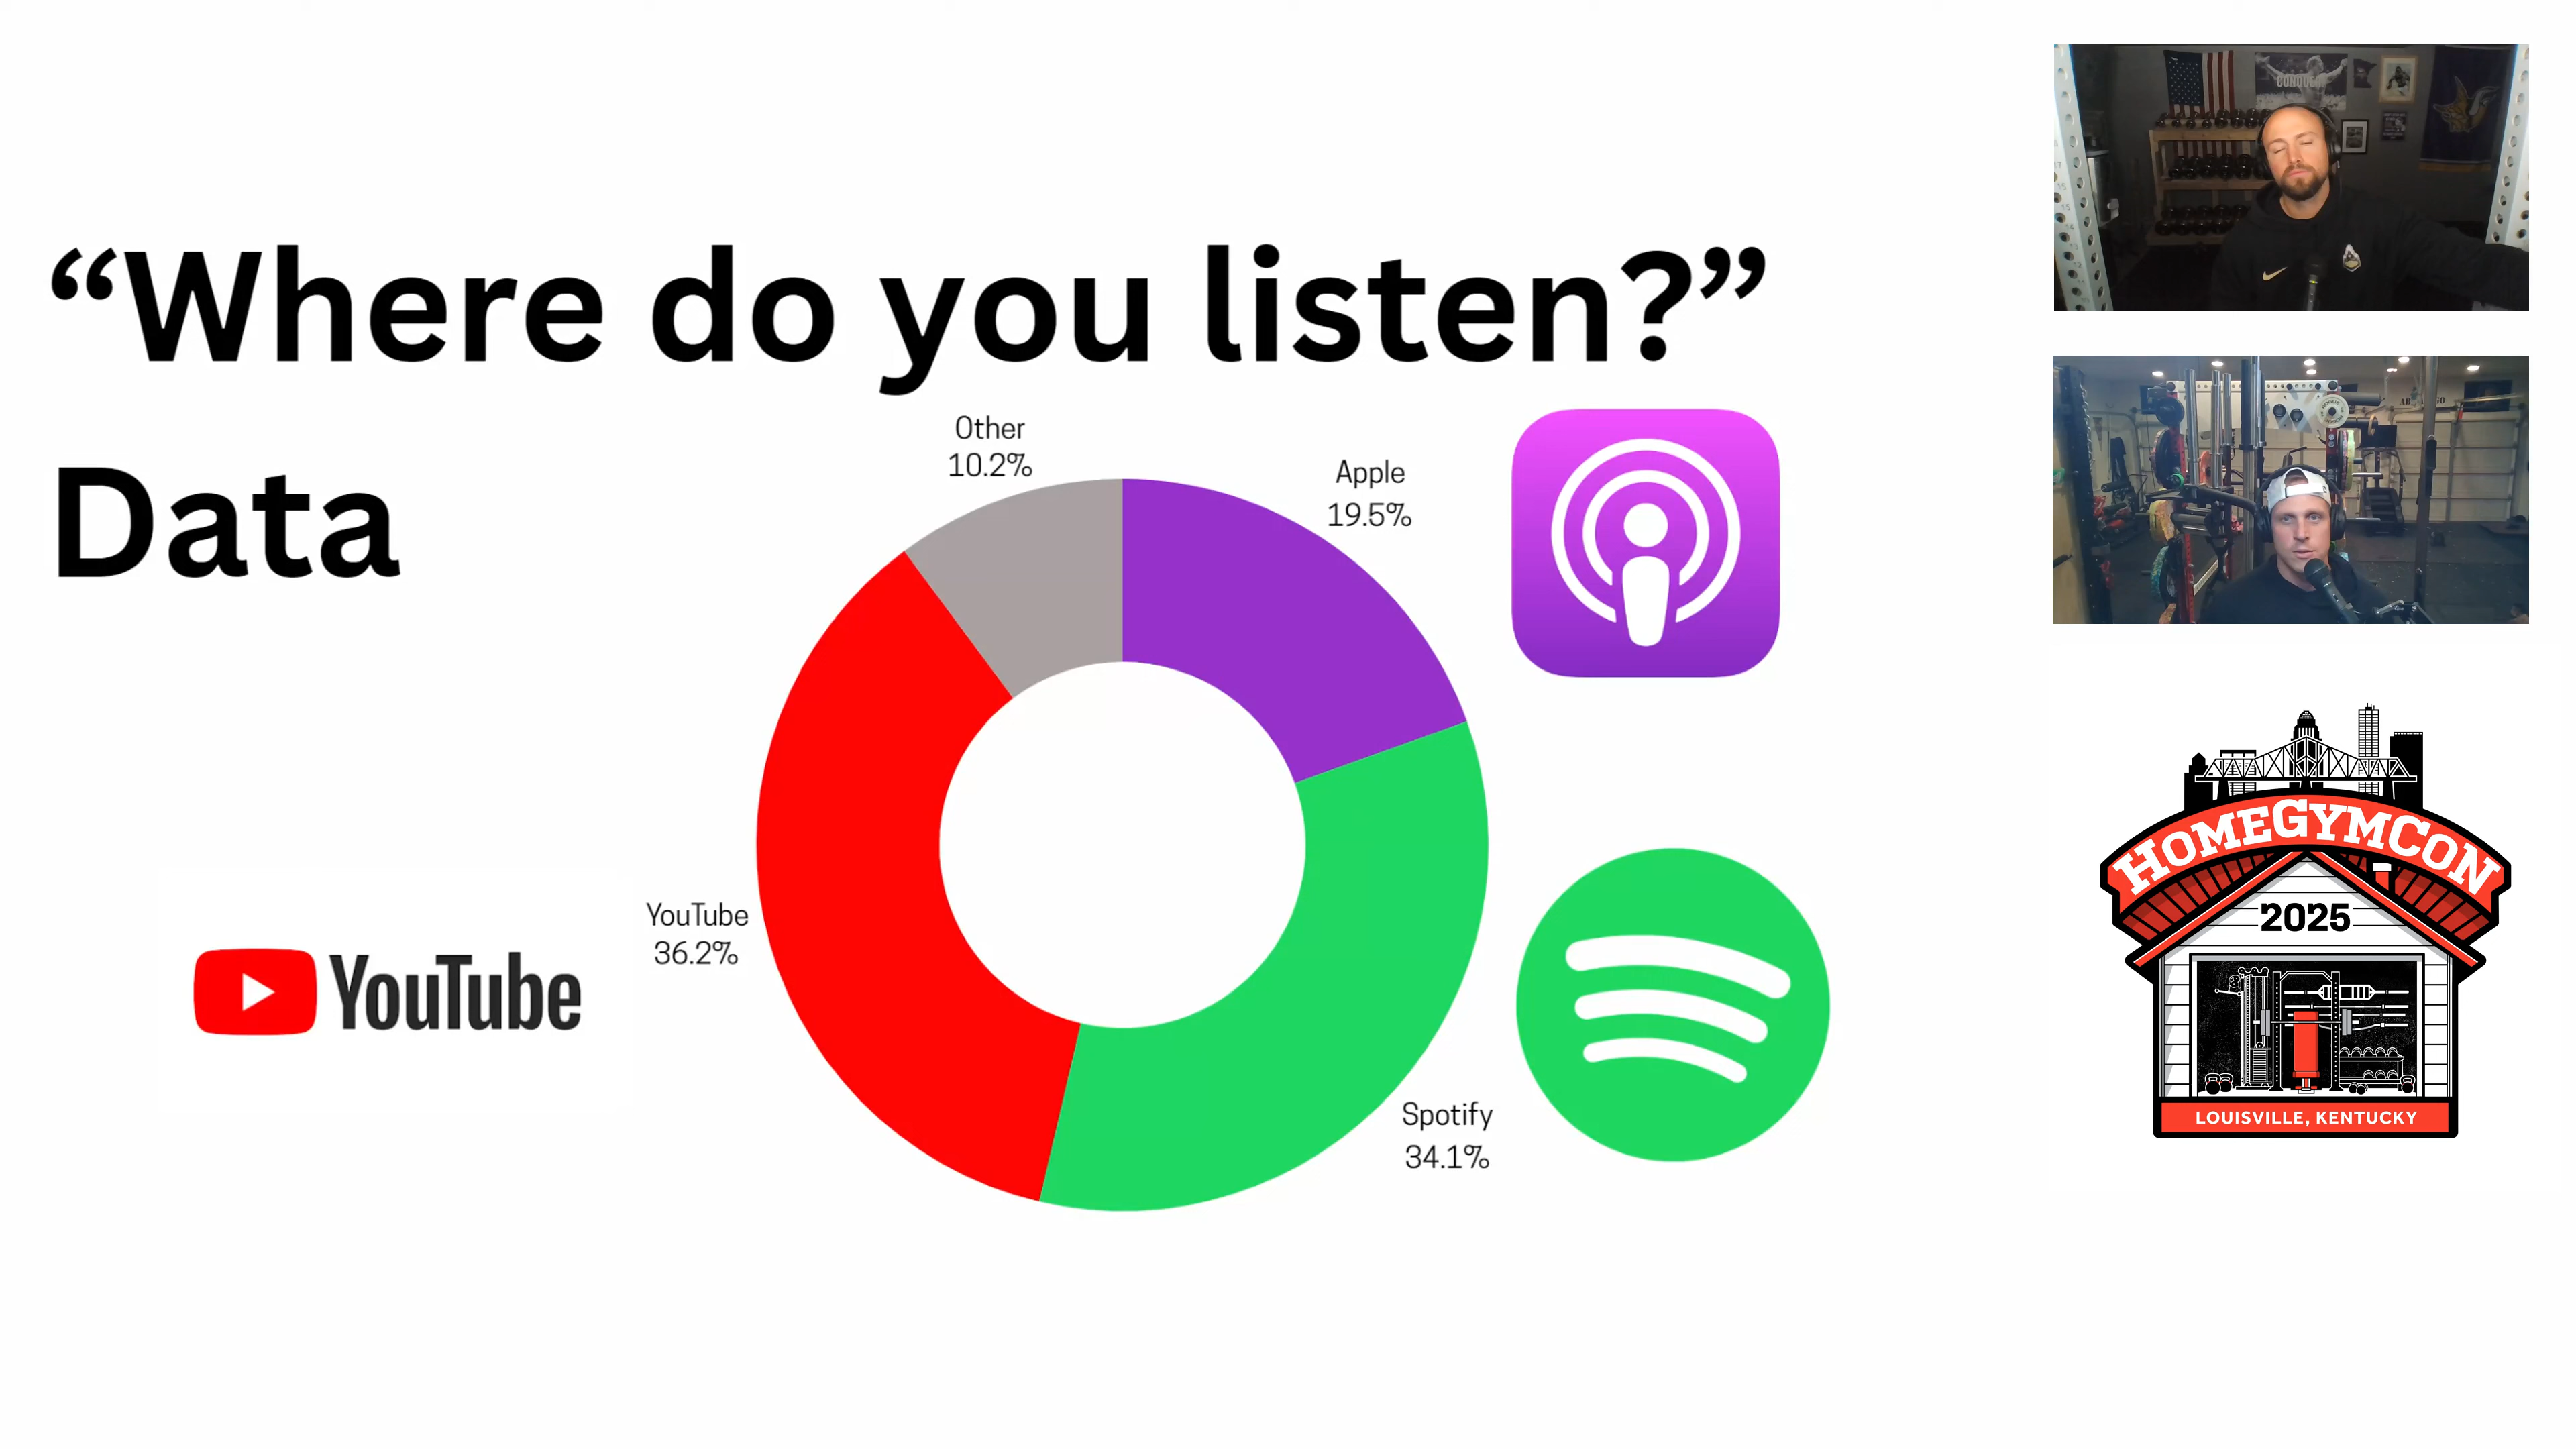 “Where do you listen?”
Data
Other
10.2%
Apple
19.5%
YouTube
36.2%
YouTube
Spotify
34.1%
CONQUER
HOMEGYMCON
2025
LOUISVILLE, KENTUCKY